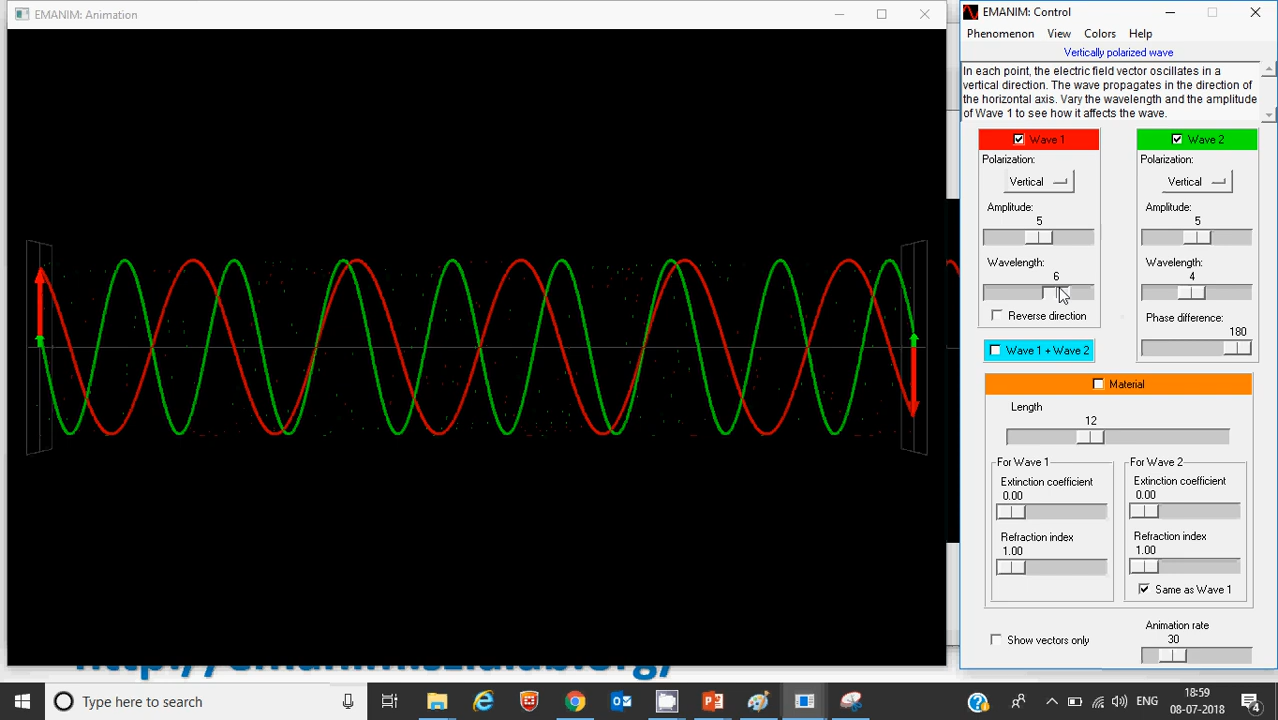 EMANIM: Animation
EMANIM: Control
Phenomenon View Colors Help
Vertically polarized wave
In each point, the electric field vector oscillates in a
vertical direction. The wave propagates in the direction of
the horizontal axis. Vary the wavelength and the amplitude
of Wave 1 to see how it affects the wave.
Wave 1
Polarization:
Vertical
Amplitude:
5
Wavelength:
6
Reverse direction
Wave 2
Polarization:
Vertical
Amplitude:
5
Wavelength:
4
Phase difference:
180
Wave 1 + Wave 2
Material
Length
12
For Wave 1
Extinction coefficient
0.00
Refraction index
1.00
For Wave 2
Extinction coefficient
0.00
Refraction index
1.00
Same as Wave 1
Show vectors only
Animation rate
30
Type here to search
ENG
18:59
08-07-2018
4